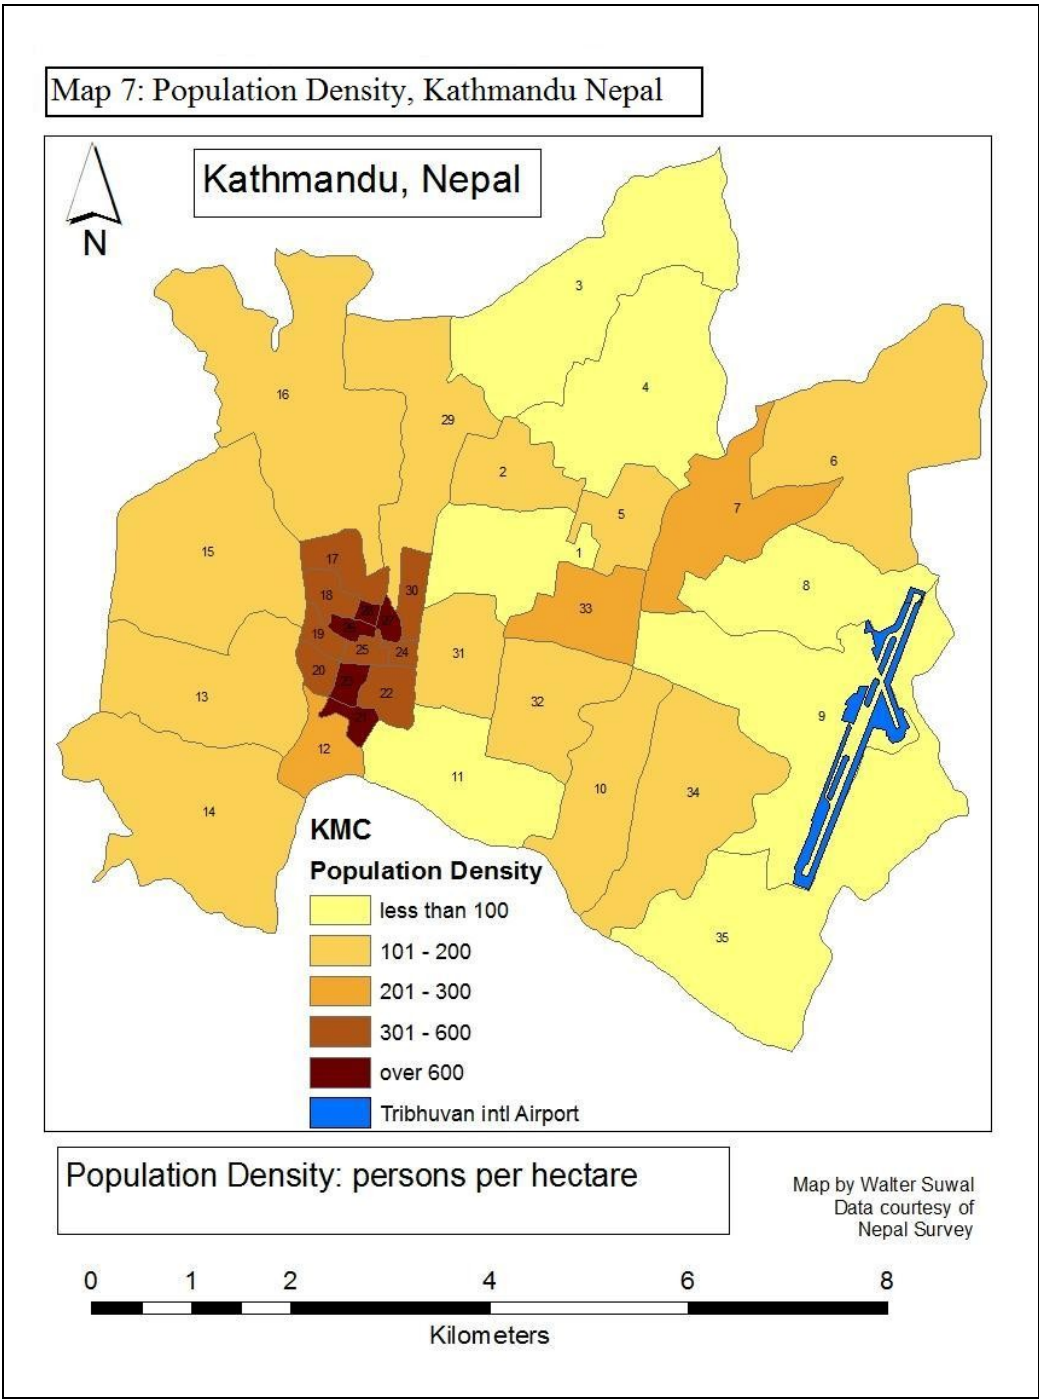 Map 7: Population Density, Kathmandu Nepal
Kathmandu, Nepal
N
3
4
16
29
6
2
7
5
15
1
17
8
30
18
33
19
25
24
31
20
13
22
32
9
12
11
10
34
14
35
KMC
Population Density
less than 100
101 - 200
201 - 300
301 - 600
over 600
Tribhuvan intl Airport
Population Density: persons per hectare
Map by Walter Suwal
Data courtesy of
Nepal Survey
0 1 2 4 6 8
Kilometers